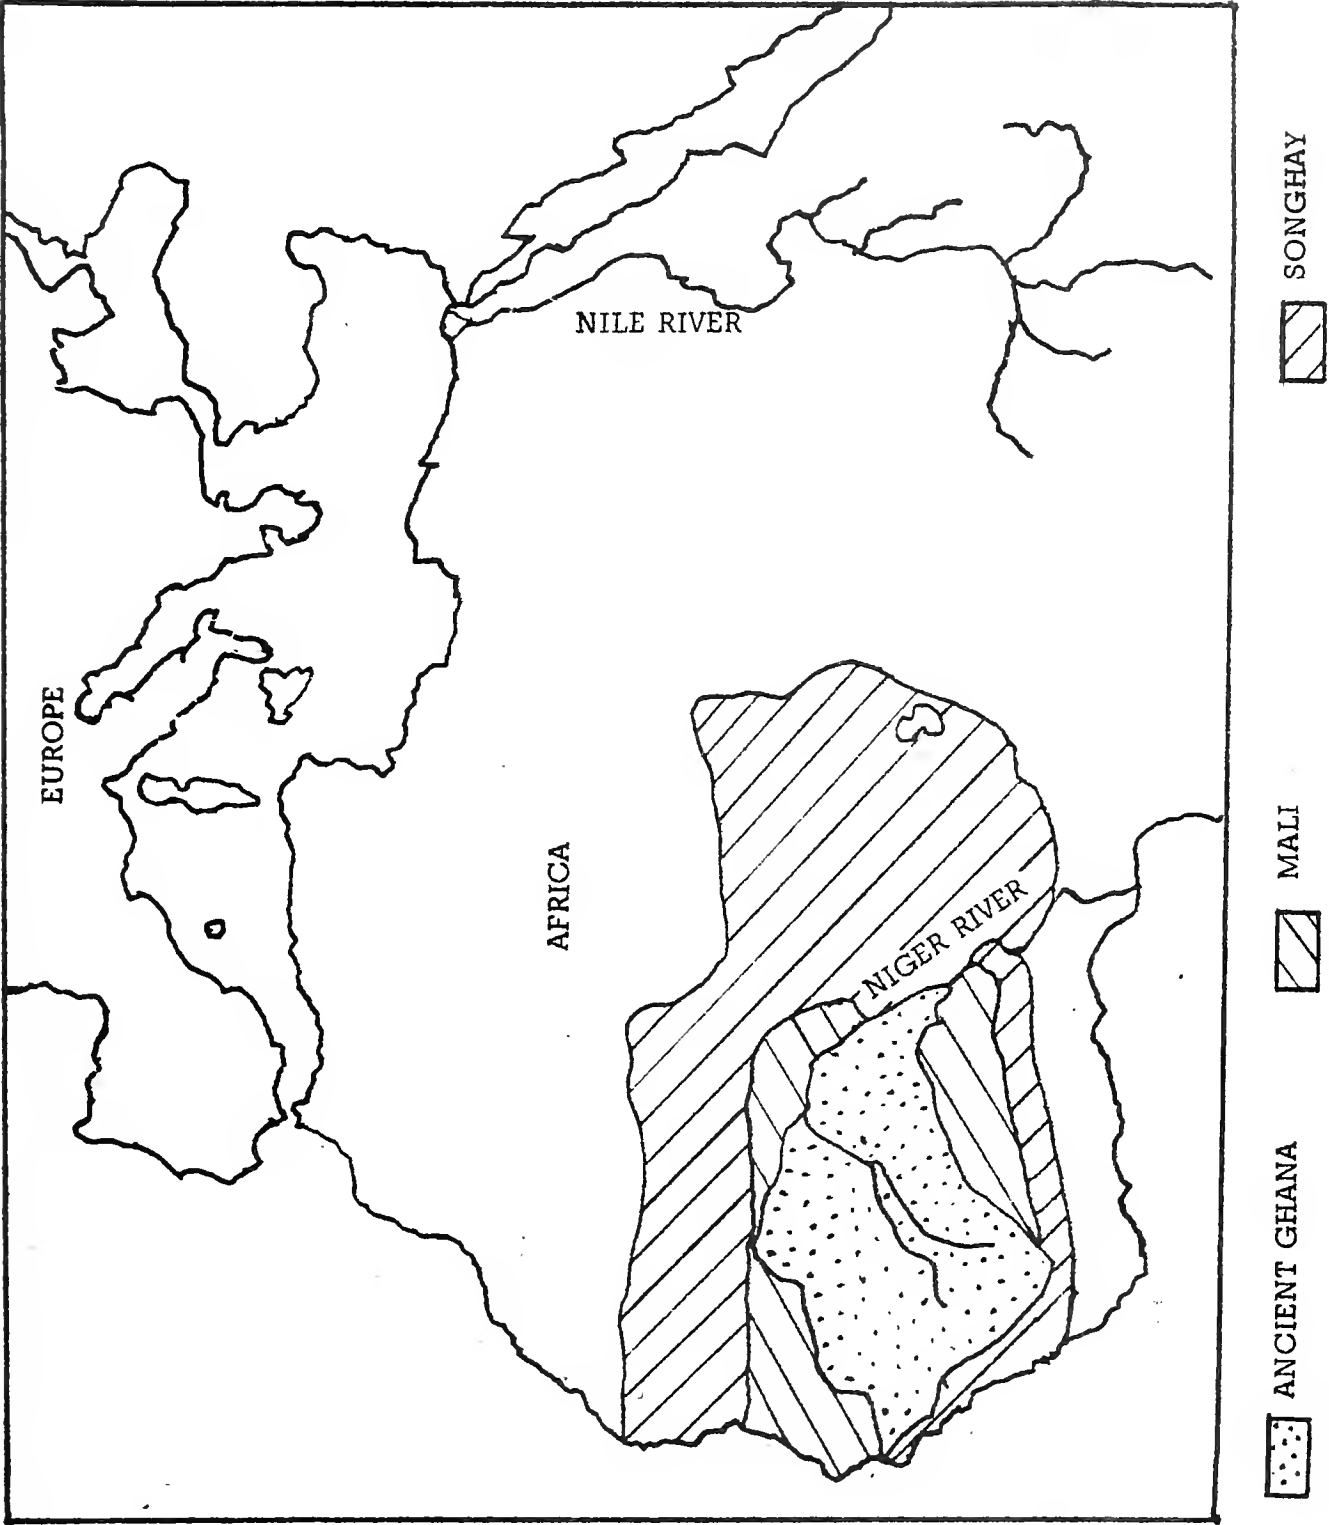 EUROPE
NILE RIVER
AFRICA
NIGER RIVER
ANCIENT GHANA
MALI
SONGHAY